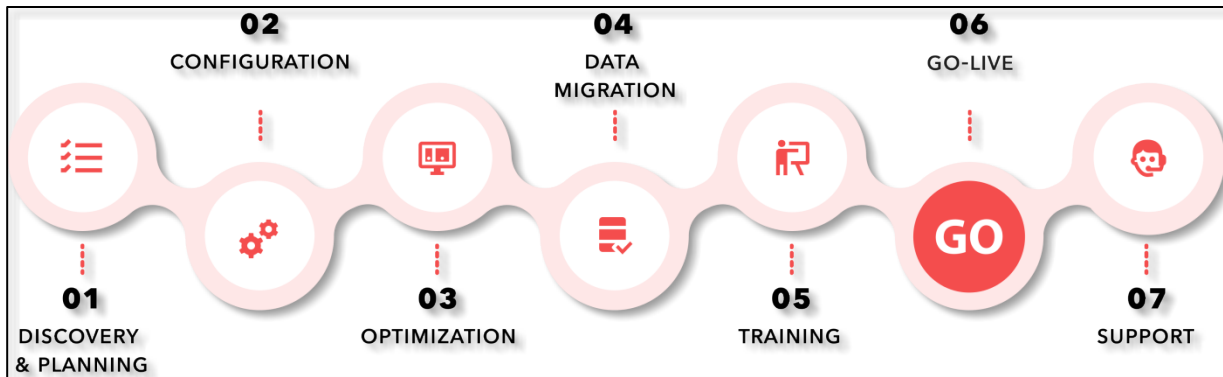 01
DISCOVERY
& PLANNING
02
CONFIGURATION
03
OPTIMIZATION
04
DATA
MIGRATION
05
TRAINING
06
GO-LIVE
GO
07
SUPPORT